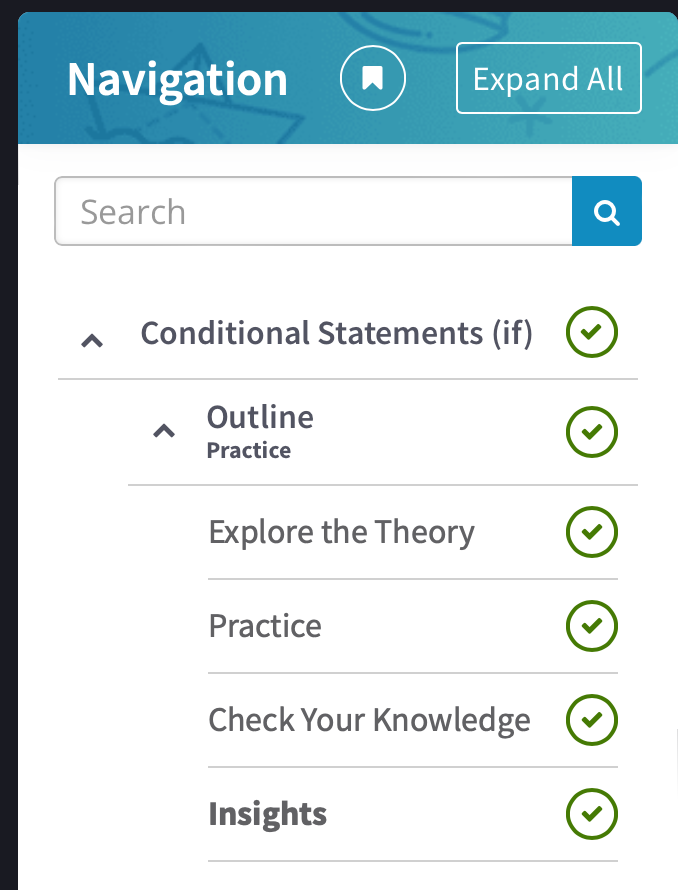 Navigation
Expand All
Search
Conditional Statements (if)
Outline
Practice
Explore the Theory
Practice
Check Your Knowledge
Insights